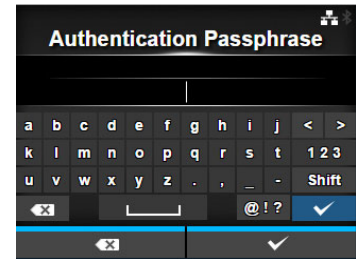 Authentication Passphrase
a b c d e f g h i j < >
k l m n o p q r s t 123
u v w x y z . , _ - Shift
@!?